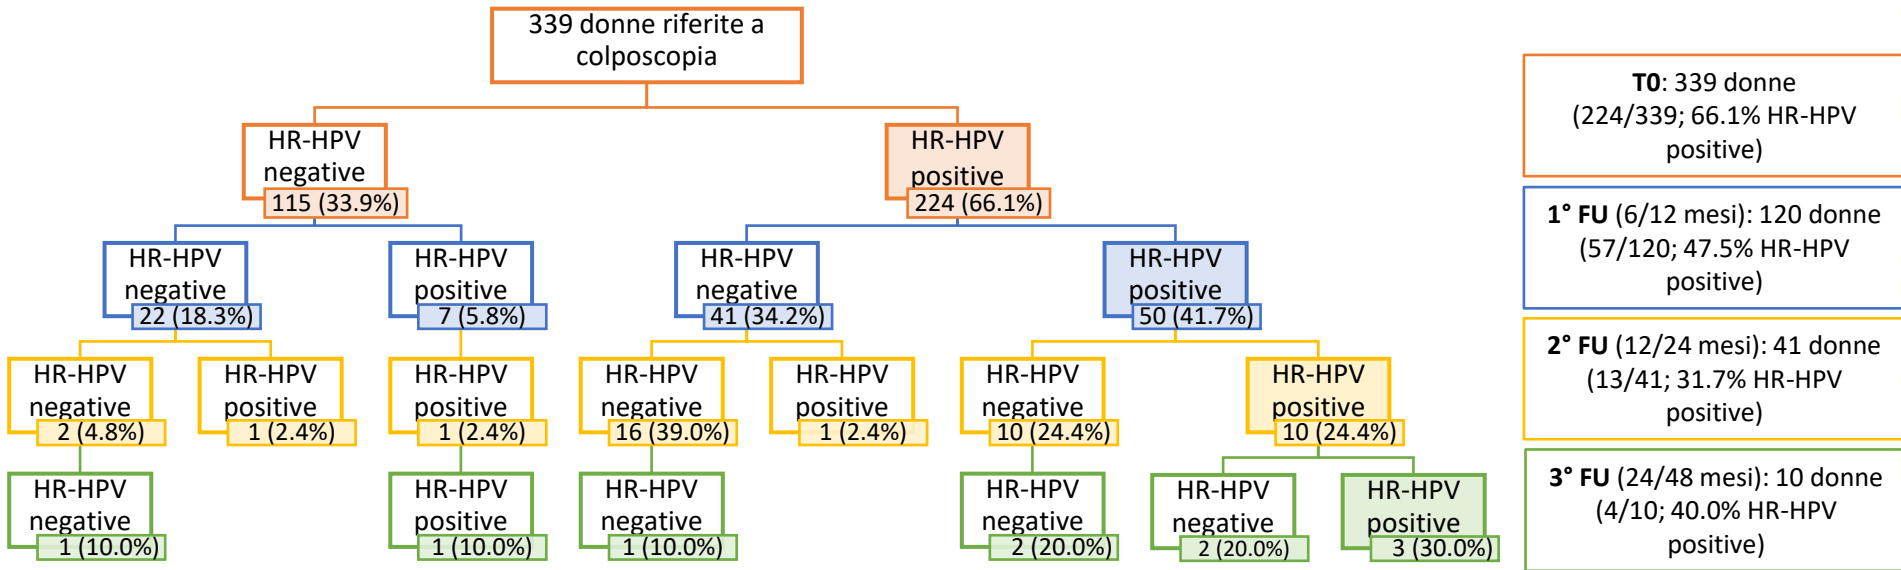 339 donne riferite a
colposcopia
HR-HPV
negative
115 (33.9%)
HR-HPV
positive
224 (66.1%)
HR-HPV
negative
22 (18.3%)
HR-HPV
positive
7 (5.8%)
HR-HPV
negative
41 (34.2%)
HR-HPV
positive
50 (41.7%)
HR-HPV
negative
2 (4.8%)
HR-HPV
positive
1 (2.4%)
HR-HPV
positive
1 (2.4%)
HR-HPV
negative
16 (39.0%)
HR-HPV
positive
1 (2.4%)
HR-HPV
negative
10 (24.4%)
HR-HPV
positive
10 (24.4%)
HR-HPV
negative
1 (10.0%)
HR-HPV
positive
1 (10.0%)
HR-HPV
negative
1 (10.0%)
HR-HPV
negative
2 (20.0%)
HR-HPV
negative
2 (20.0%)
HR-HPV
positive
3 (30.0%)
T0: 339 donne
(224/339; 66.1% HR-HPV
positive)
1° FU (6/12 mesi): 120 donne
(57/120; 47.5% HR-HPV
positive)
2° FU (12/24 mesi): 41 donne
(13/41; 31.7% HR-HPV
positive)
3° FU (24/48 mesi): 10 donne
(4/10; 40.0% HR-HPV
positive)